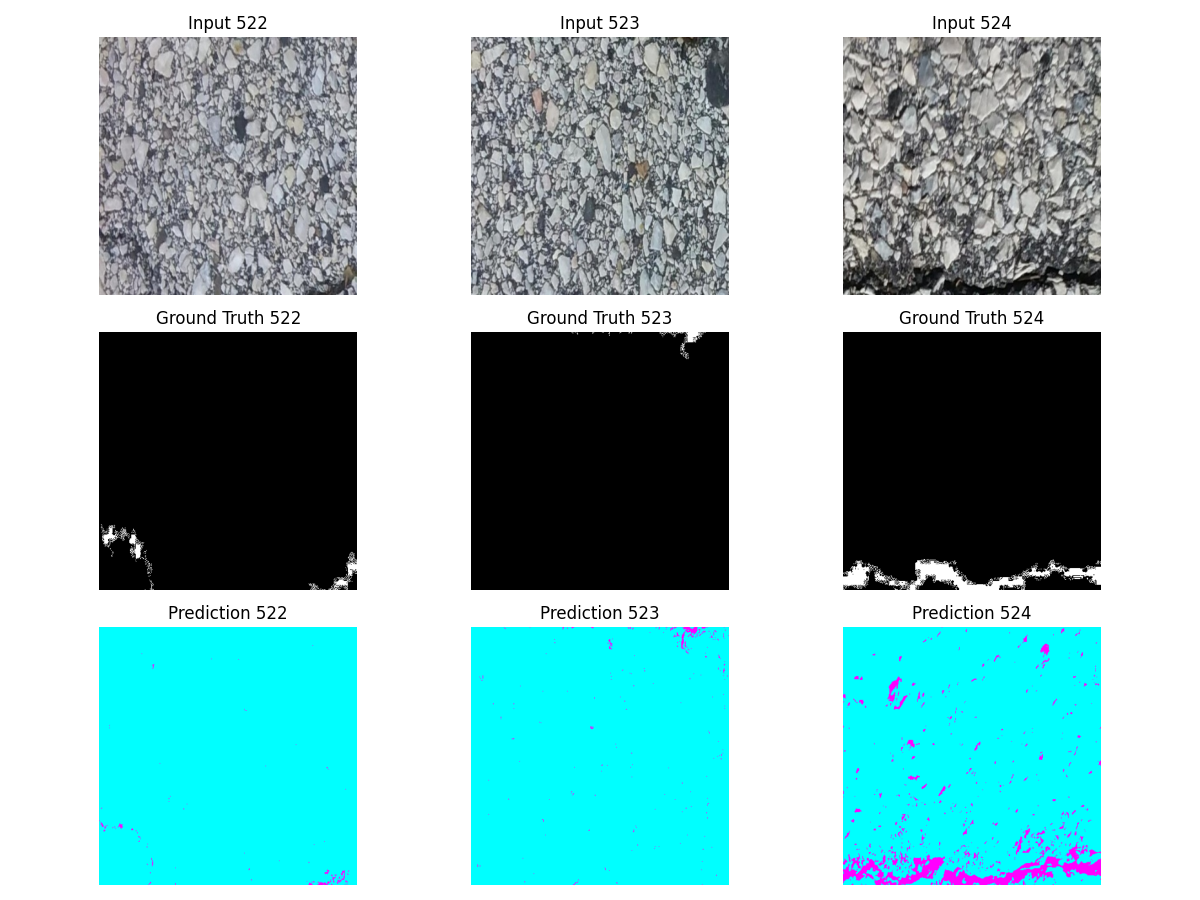 Input 522
Input 523
Input 524
Ground Truth 522
Ground Truth 523
Ground Truth 524
Prediction 522
Prediction 523
Prediction 524